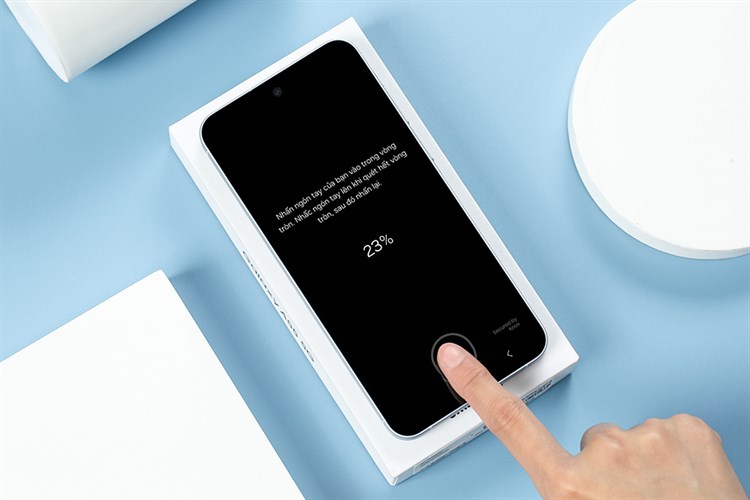 Nhấn ngón tay của bạn vào trong vòng
tròn. Nhấc ngón tay lên khi quét hết vòng
tròn, sau đó nhấn lại.
23%
Secured by
Knox